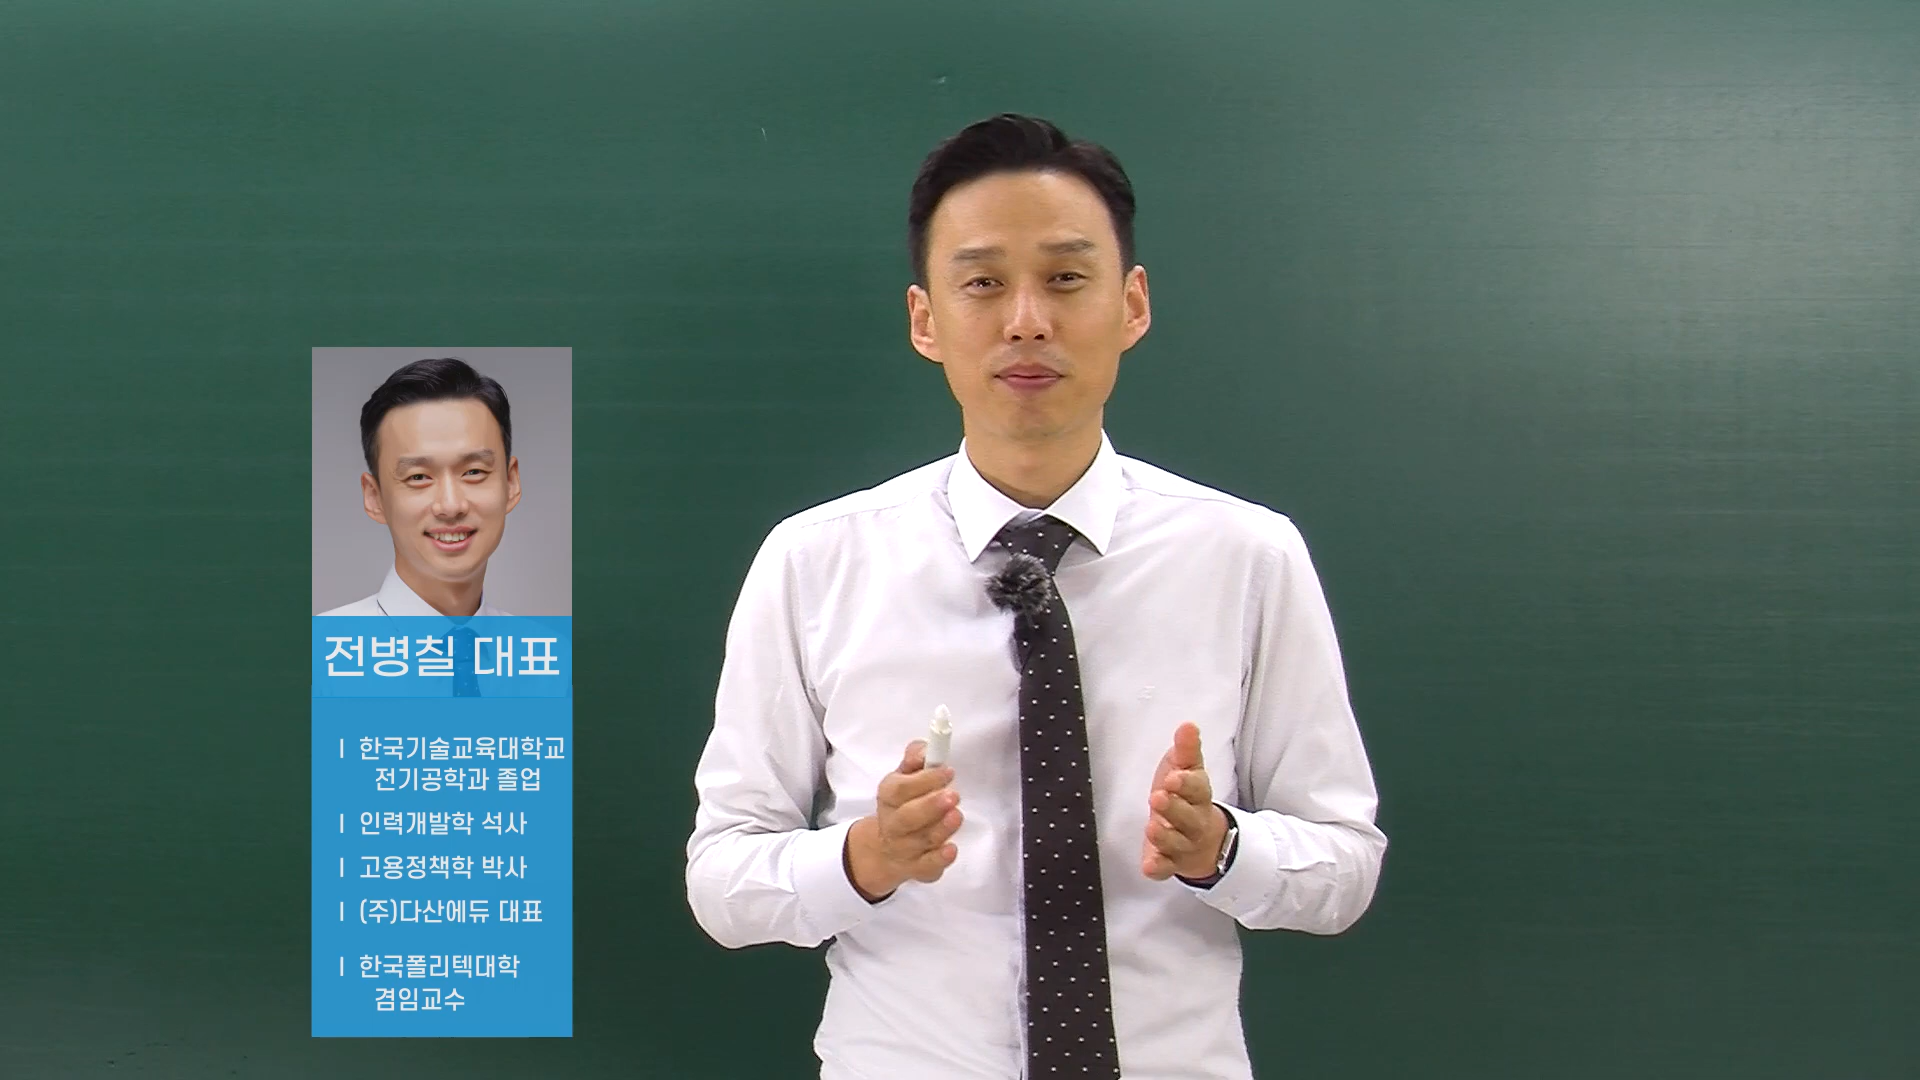 전병칠 대표
| 한국기술교육대학교
전기공학과 졸업
| 인력개발학 석사
| 고용정책학 박사
| (주)다산에듀 대표
| 한국폴리텍대학
겸임교수